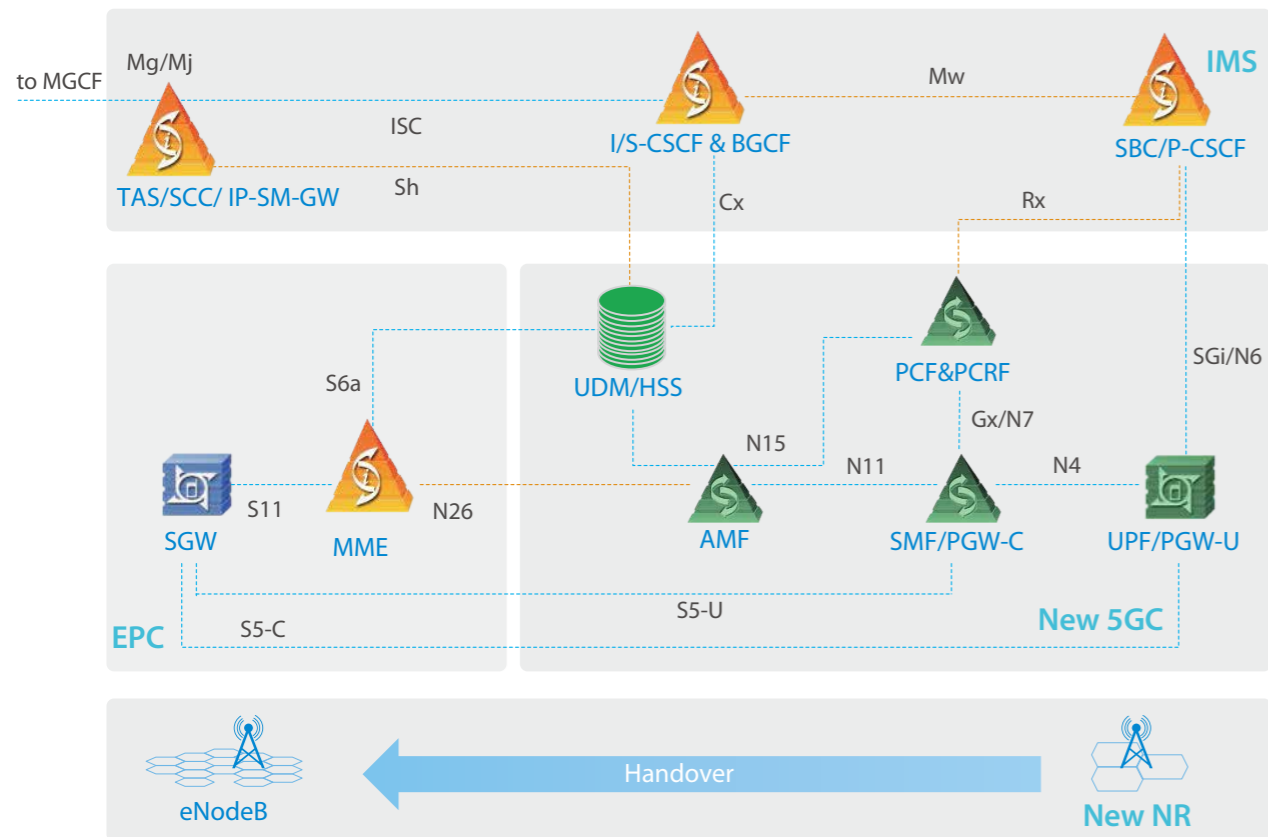 to MGCF
Mg/Mj
IMS
Mw
ISC
I/S-CSCF & BGCF
SBC/P-CSCF
TAS/SCC/ IP-SM-GW
Sh
Cx
Rx
SGi/N6
S6a
UDM/HSS
PCF&PCRF
Gx/N7
N15
N11
N4
S11
N26
SGW
MME
AMF
SMF/PGW-C
UPF/PGW-U
S5-U
New 5GC
S5-C
EPC
Handover
eNodeB
New NR